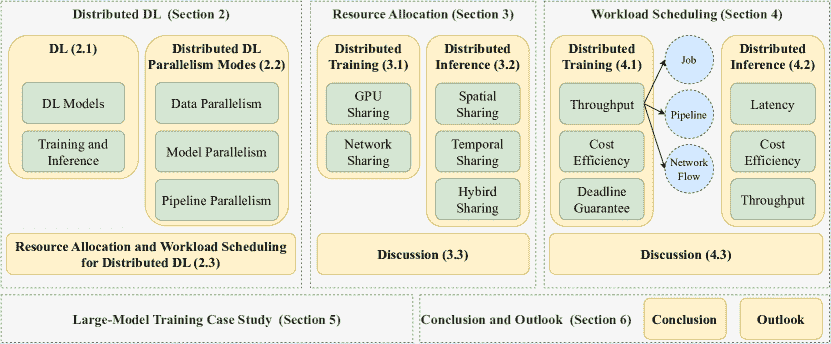 Distributed DL (Section 2)
DL (2.1)
DL Models
Training and
Inference
Distributed DL
Parallelism Modes (2.2)
Data Parallelism
Model Parallelism
Pipeline Parallelism
Resource Allocation and Workload Scheduling
for Distributed DL (2.3)
Resource Allocation (Section 3)
Distributed
Training (3.1)
GPU
Sharing
Network
Sharing
Distributed
Inference (3.2)
Spatial
Sharing
Temporal
Sharing
Hybird
Sharing
Discussion (3.3)
Workload Scheduling (Section 4)
Distributed
Training (4.1)
Throughput
Cost
Efficiency
Deadline
Guarantee
Job
Pipeline
Network
Flow
Distributed
Inference (4.2)
Latency
Cost
Efficiency
Throughput
Discussion (4.3)
Large-Model Training Case Study (Section 5)
Conclusion and Outlook (Section 6)
Conclusion
Outlook